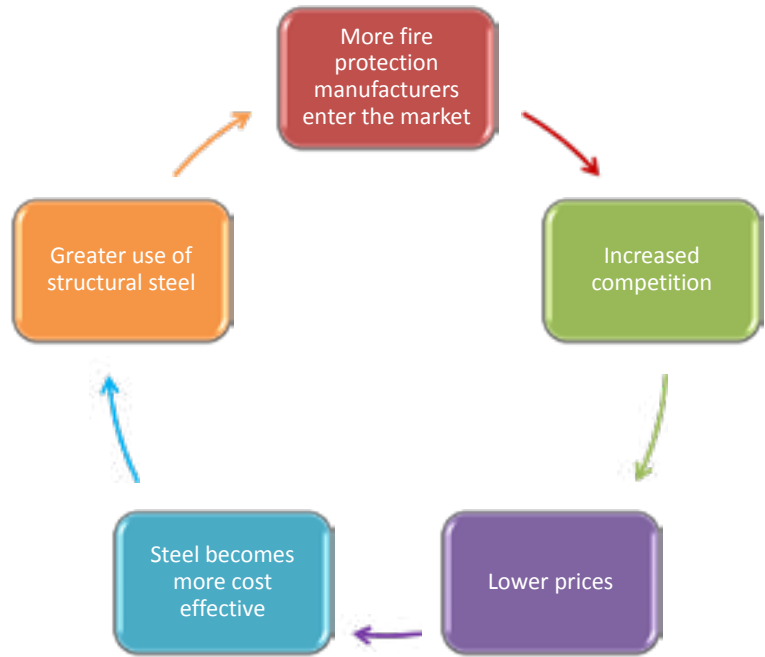 More fire
protection
manufacturers
enter the market
Increased
competition
Lower prices
Steel becomes
more cost
effective
Greater use of
structural steel